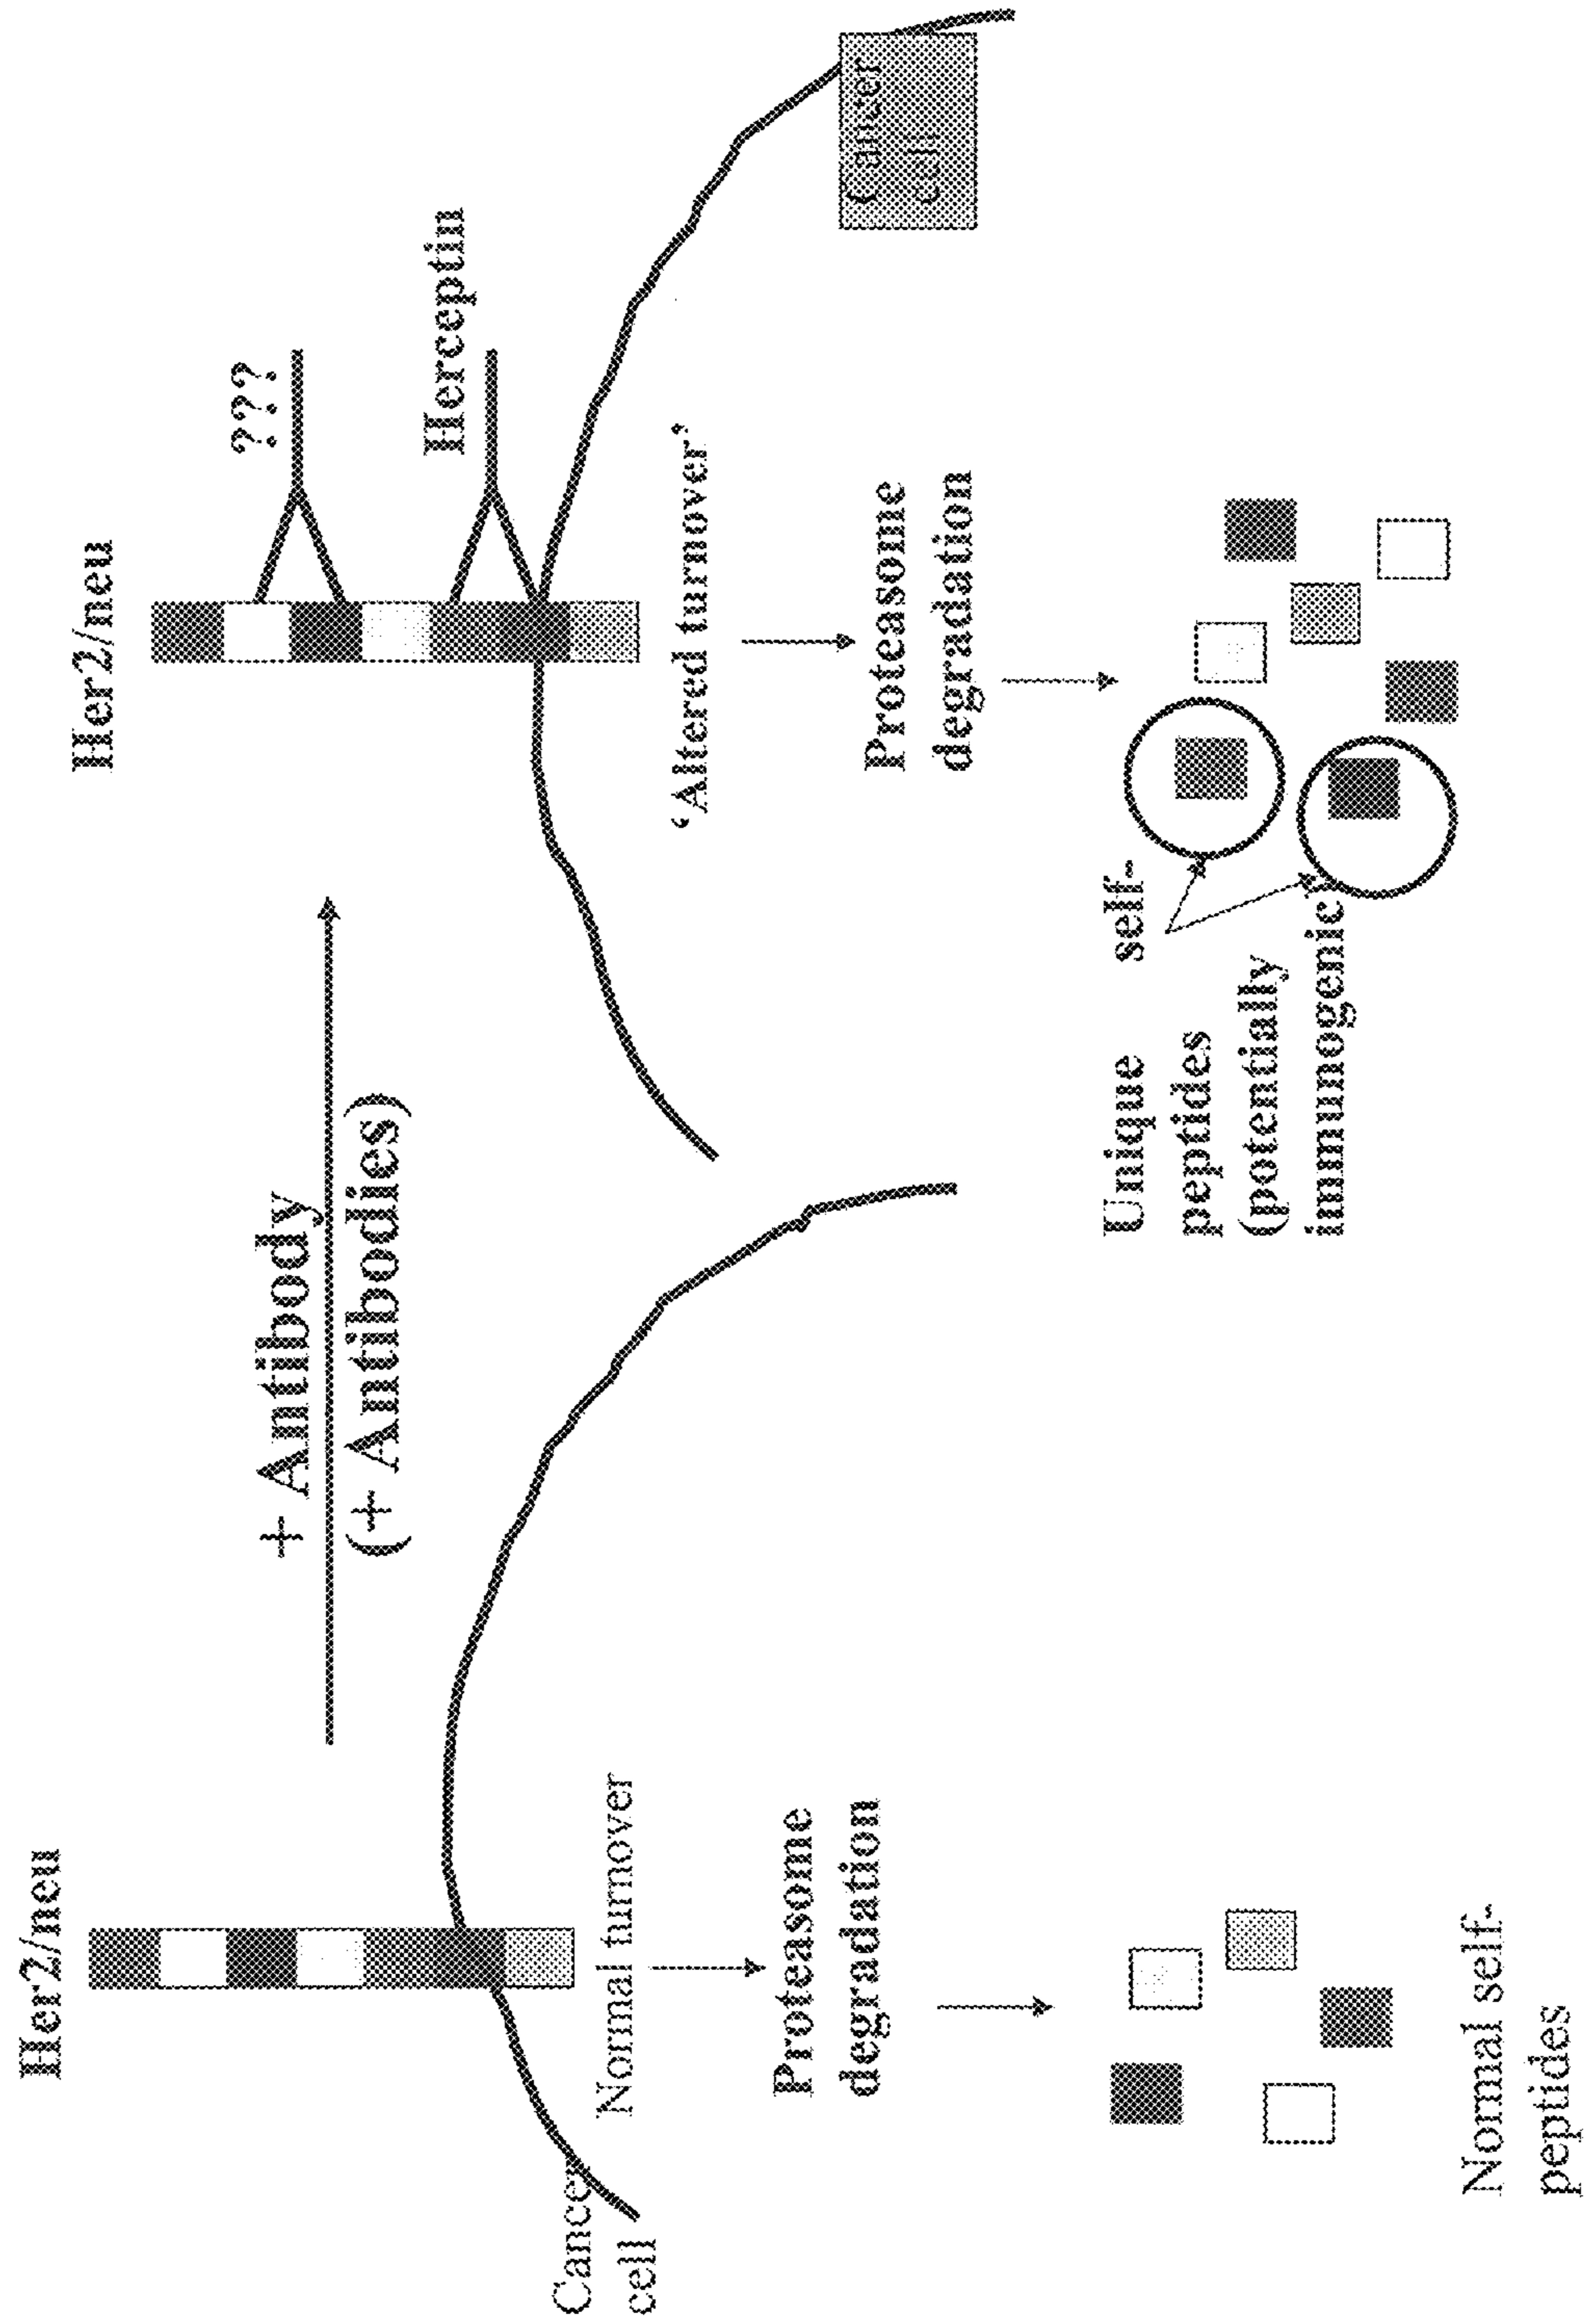 Her2/neu
Cancer
cell
Normal turnover
Proteasome
degradation
Normal self-
peptides
+ Antibody
(+ Antibodies)
Her2/neu
???
Herceptin
Cancer
cell
‘Altered turnover’
Proteasome
degradation
Unique self-
peptides
(potentially
immunogenic)